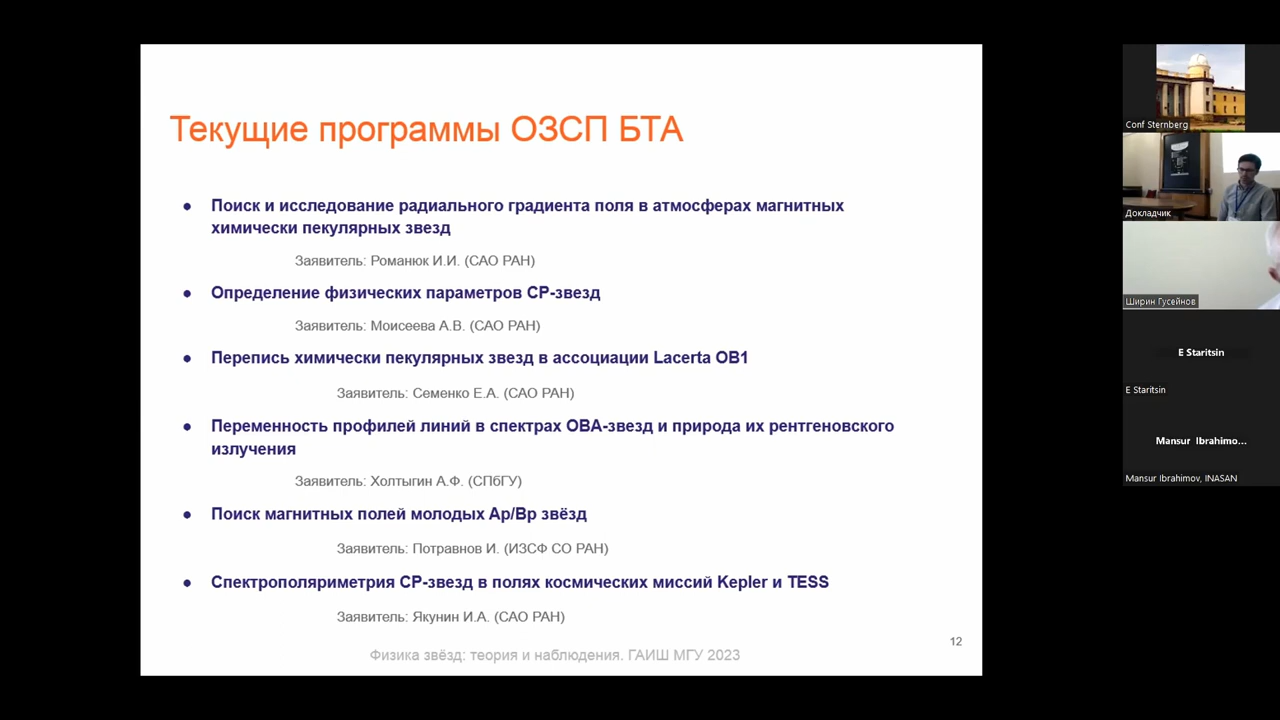 Текущие программы ОЗСП БТА
● Поиск и исследование радиального градиента поля в атмосферах магнитных
химически пекулярных звезд
Заявитель: Романюк И.И. (САО РАН)
● Определение физических параметров СР-звезд
Заявитель: Моисеева А.В. (САО РАН)
● Перепись химически пекулярных звезд в ассоциации Lacerta OB1
Заявитель: Семенко Е.А. (САО РАН)
● Переменность профилей линий в спектрах ОВА-звезд и природа их рентгеновского
излучения
Заявитель: Холтыгин А.Ф. (СПбГУ)
● Поиск магнитных полей молодых Ap/Bp звёзд
Заявитель: Потравнов И. (ИЗСФ СО РАН)
● Спектрополяриметрия СР-звезд в полях космических миссий Kepler и TESS
Заявитель: Якунин И.А. (САО РАН)
12
Физика звёзд: теория и наблюдения. ГАИШ МГУ 2023
Conf Sternberg
Докладчик
Ширин Гусейнов
E Staritsin
E Staritsin
Mansur Ibrahimo...
Mansur Ibrahimov, INASAN